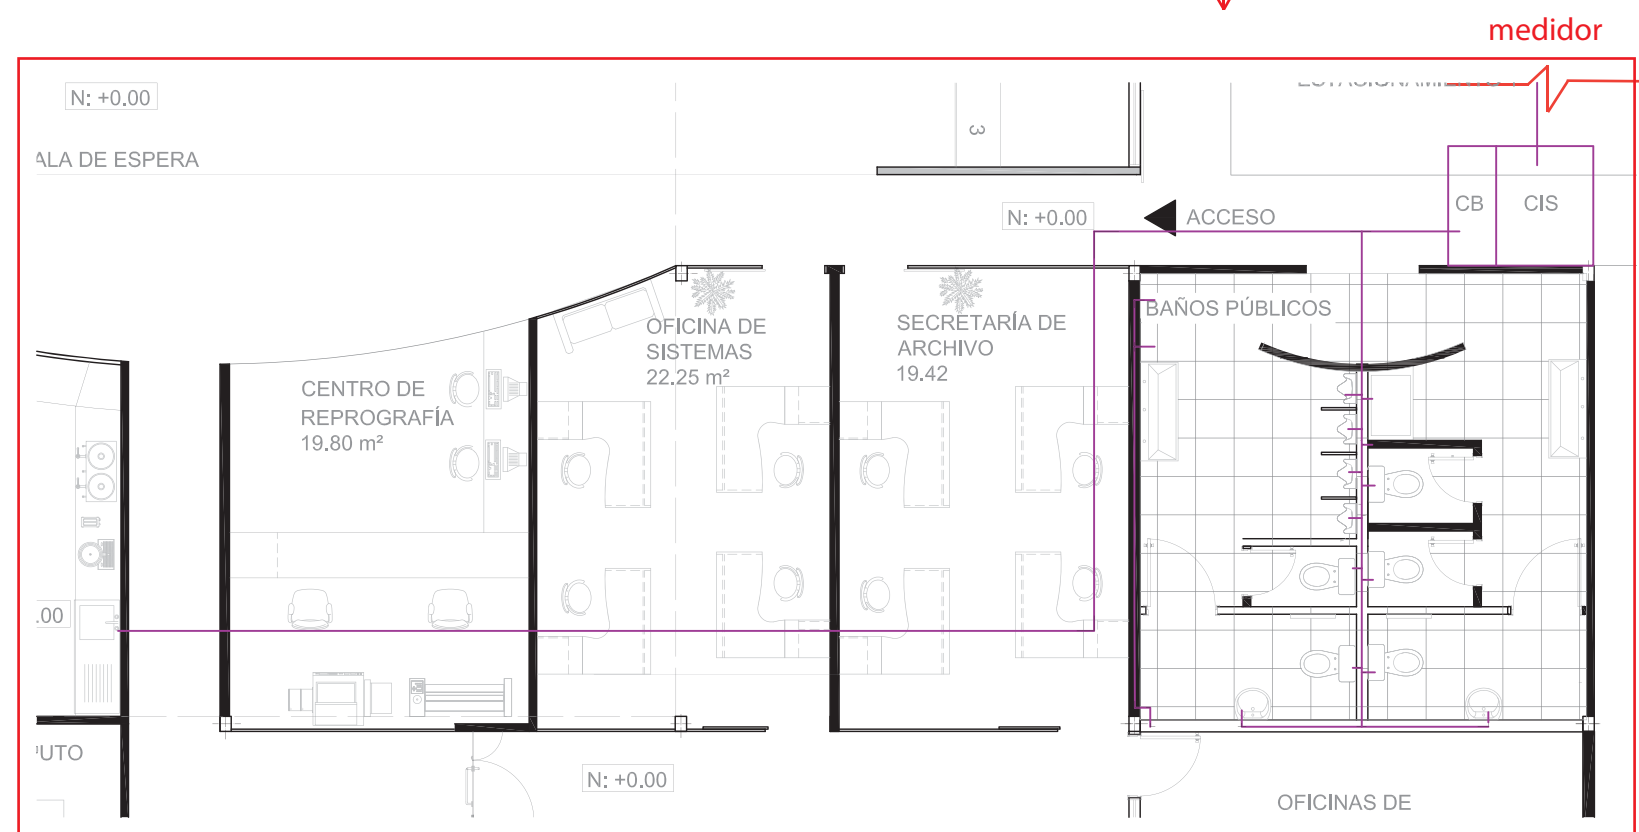 medidor
N: +0.00
ALA DE ESPERA
3
N: +0.00
ACCESO
CB
CIS
BAÑOS PÚBLICOS
OFICINA DE
SISTEMAS
22.25 m²
SECRETARÍA DE
ARCHIVO
19.42
CENTRO DE
REPROGRAFÍA
19.80 m²
.00
UTO
N: +0.00
OFICINAS DE